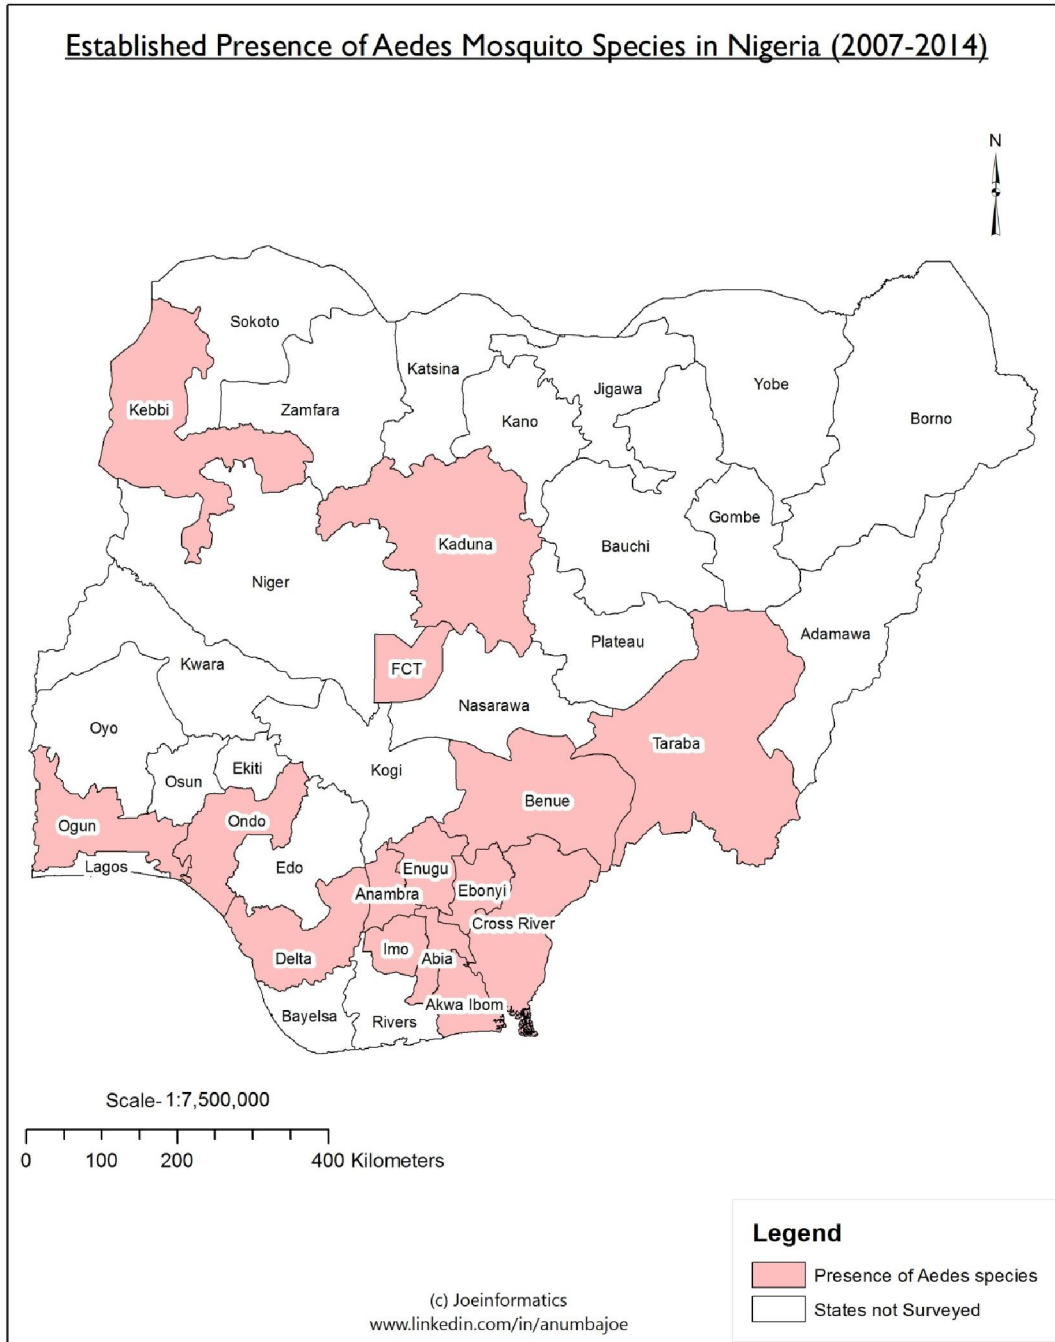 Established Presence of Aedes Mosquito Species in Nigeria (2007-2014)
N
Sokoto
Katsina
Kebbi
Zamfara
Kano
Jigawa
Yobe
Borno
Gombe
Kaduna
Bauchi
Niger
Adamawa
Plateau
Kwara
FCT
Nasarawa
Oyo
Taraba
Kogi
Ekiti
Osun
Benue
Ogun
Ondo
Lagos
Edo
Enugu
Anambra
Ebonyi
Cross River
Imo
Abia
Delta
Akwa Ibom
Bayelsa
Rivers
Scale- 1:7,500,000
0 100 200 400 Kilometers
Legend
Presence of Aedes species
States not Surveyed
(c) Joeinformatics
www.linkedin.com/in/anumbajoe